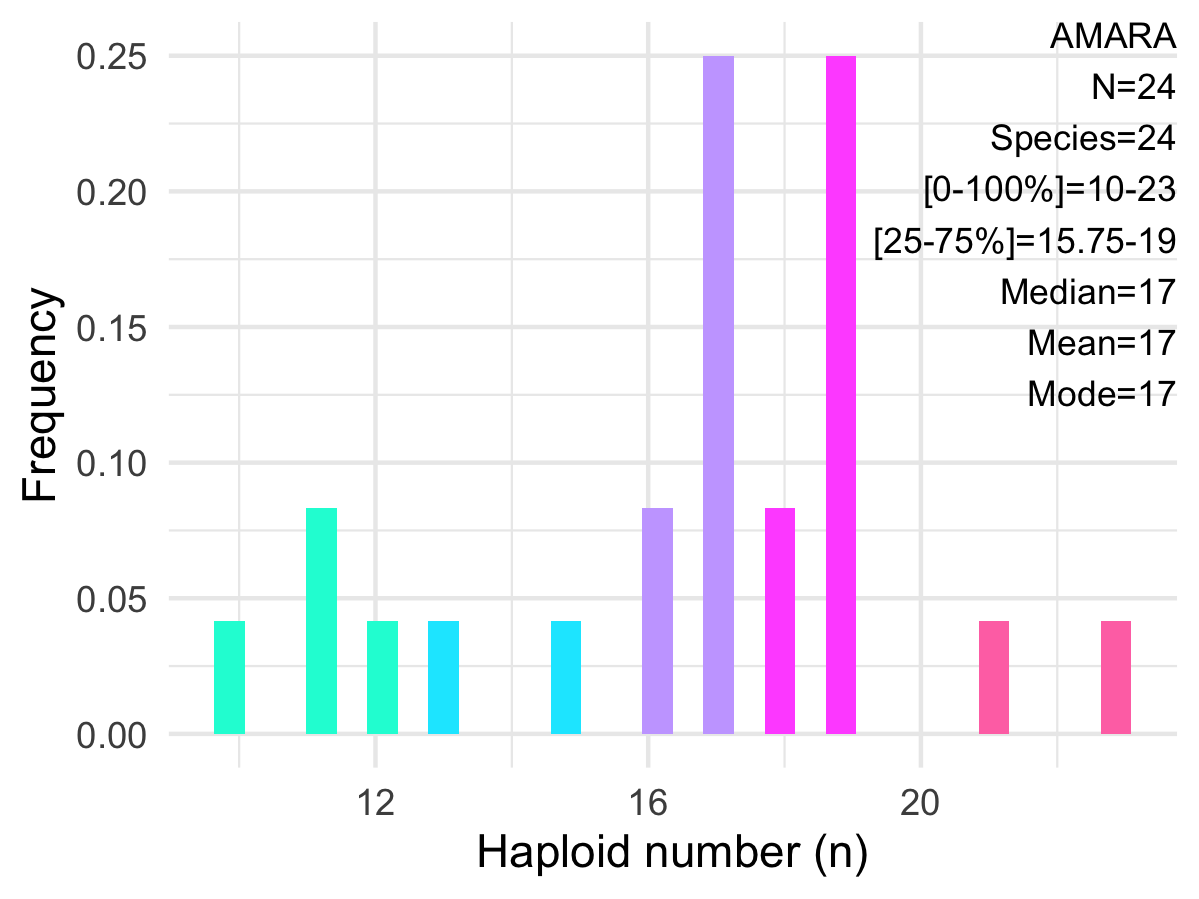 AMARA
N=24
Species=24
[0-100%]=10-23
[25-75%]=15.75-19
Median=17
Mean=17
Mode=17
Frequency
0.25
0.20
0.15
0.10
0.05
0.00
12 16 20
Haploid number (n)